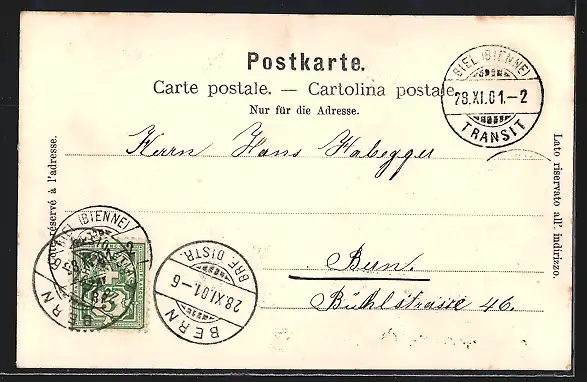 Postkarte.
Carte postale. — Cartolina postale.
Nur für die Adresse.
BIEL (BIENNE)
28.XI.01.–2
TRANSIT
Côté réservé à l'adresse.
Lato riservato all' indirizzo.
Herrn Hans Habegger
Bern.
Bühlstrasse 46.
BIEL (BIENNE)
BERN
BRF. DISTR.
28.XI.01.–6
BERN
5